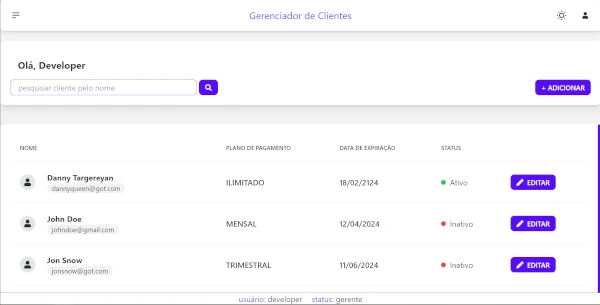 Gerenciador de Clientes
Olá, Developer
pesquisar cliente pelo nome
+ ADICIONAR
NOME PLANO DE PAGAMENTO DATA DE EXPIRAÇÃO STATUS
Danny Targereyan
dannyqueen@got.com
ILIMITADO 18/02/2124 Ativo EDITAR
John Doe
johndoe@gmail.com
MENSAL 12/04/2024 Inativo EDITAR
Jon Snow
jonsnow@got.com
TRIMESTRAL 11/06/2024 Inativo EDITAR
usuário: developer status: gerente